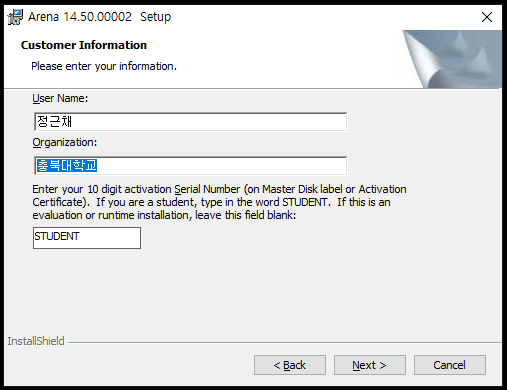 Arena 14.50.00002 Setup
Customer Information
Please enter your information.
User Name:
정근채
Organization:
충북대학교
Enter your 10 digit activation Serial Number (on Master Disk label or Activation
Certificate). If you are a student, type in the word STUDENT. If this is an
evaluation or runtime installation, leave this field blank:
STUDENT
InstallShield
< Back
Next >
Cancel